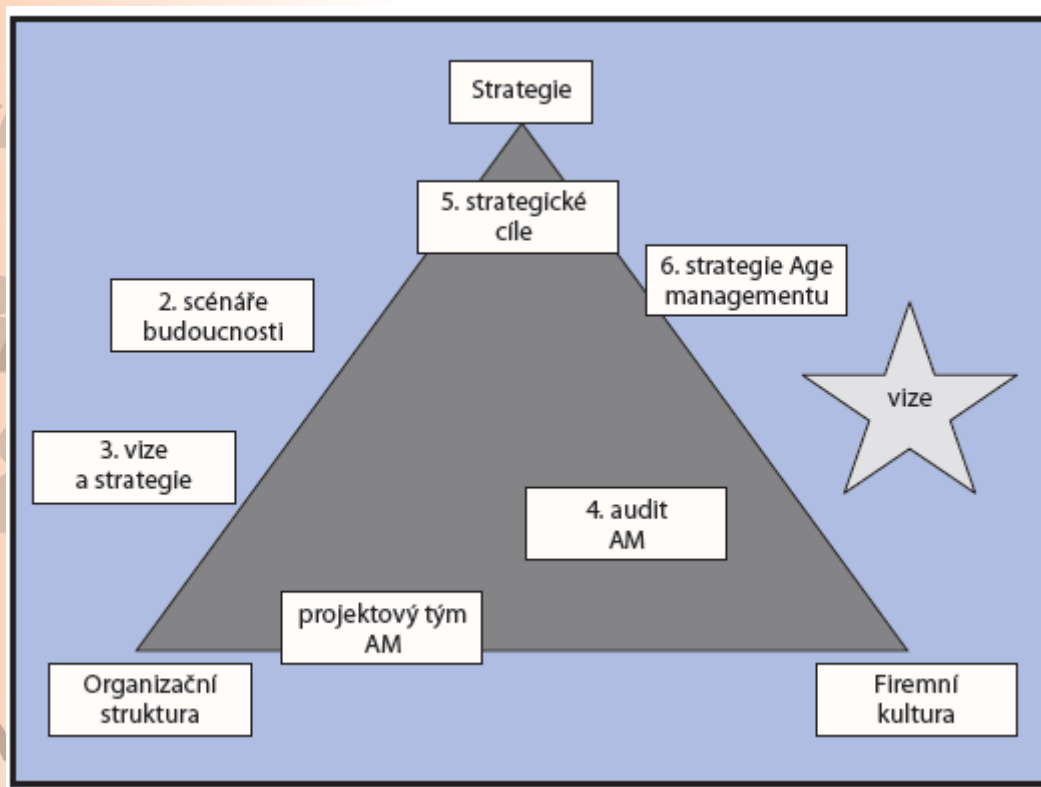 Strategie
5. strategické
cíle
6. strategie Age
managementu
2. scénáře
budoucnosti
vize
3. vize
a strategie
4. audit
AM
projektový tým
AM
Organizační
struktura
Firemní
kultura